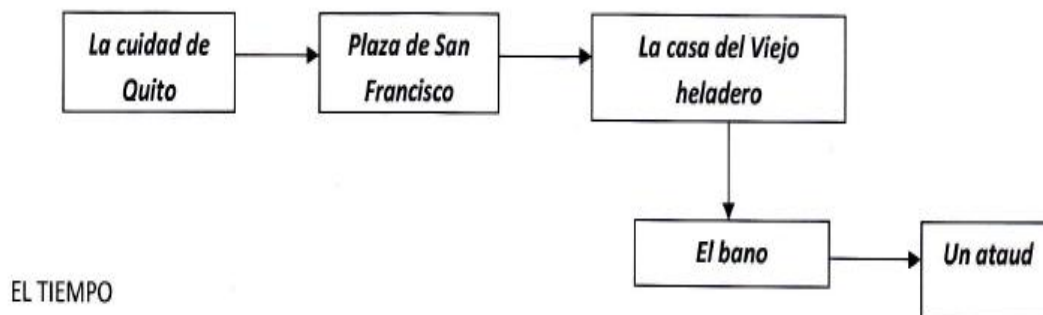 La cuidad de
Quito
Plaza de San
Francisco
La casa del Viejo
heladero
El bano
Un ataud
EL TIEMPO